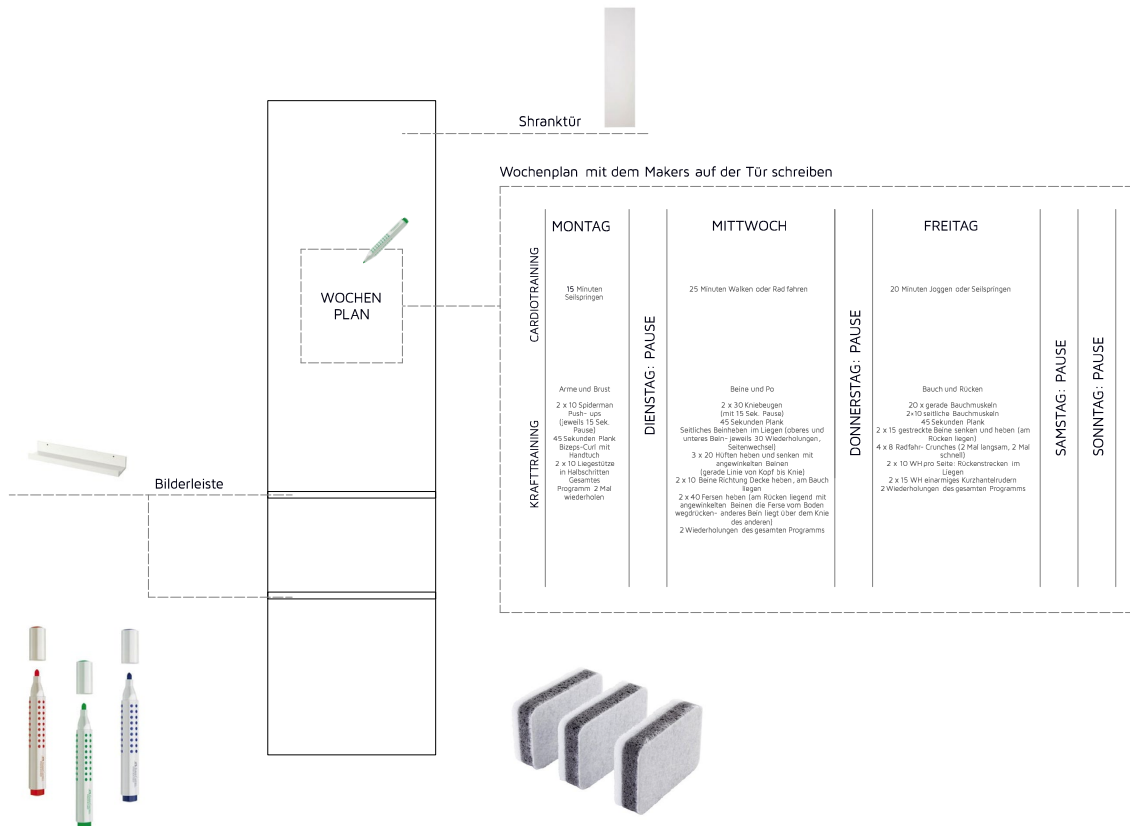 Shranktür
Wochenplan mit dem Makers auf der Tür schreiben
WOCHEN
PLAN
Bilderleiste
CARDIOTRAINING
KRAFTTRAINING
MONTAG
15 Minuten
Seilspringen
Arme und Brust
2 x 10 Spiderman
Push- ups
(jeweils 15 Sek.
Pause)
45 Sekunden Plank
Bizeps-Curl mit
Handtuch
2 x 10 Liegestütze
in Halbschritten
Gesamtes
Programm 2 Mal
wiederholen
DIENSTAG: PAUSE
MITTWOCH
25 Minuten Walken oder Rad fahren
Beine und Po
2 x 30 Kniebeugen
(mit 15 Sek. Pause)
45 Sekunden Plank
Seitliches Beinheben im Liegen (oberes und
unteres Bein- jeweils 30 Wiederholungen,
Seitenwechsel)
3 x 20 Hüften heben und senken mit
angewinkelten Beinen
(gerade Linie von Kopf bis Knie)
2 x 10 Beine Richtung Decke heben, am Bauch
liegen
2 x 40 Fersen heben (am Rücken liegend mit
angewinkelten Beinen die Ferse vom Boden
wegdrücken- anderes Bein liegt über dem Knie
des anderen)
2 Wiederholungen des gesamten Programms
DONNERSTAG: PAUSE
FREITAG
20 Minuten Joggen oder Seilspringen
Bauch und Rücken
20 x gerade Bauchmuskeln
2×10 seitliche Bauchmuskeln
45 Sekunden Plank
2 x 15 gestreckte Beine senken und heben (am
Rücken liegen)
4 x 8 Radfahr- Crunches (2 Mal langsam, 2 Mal
schnell)
2 x 10 WH pro Seite: Rückenstrecken im
Liegen
2 x 15 WH einarmiges Kurzhantelrudern
2 Wiederholungen des gesamten Programms
SAMSTAG: PAUSE
SONNTAG: PAUSE